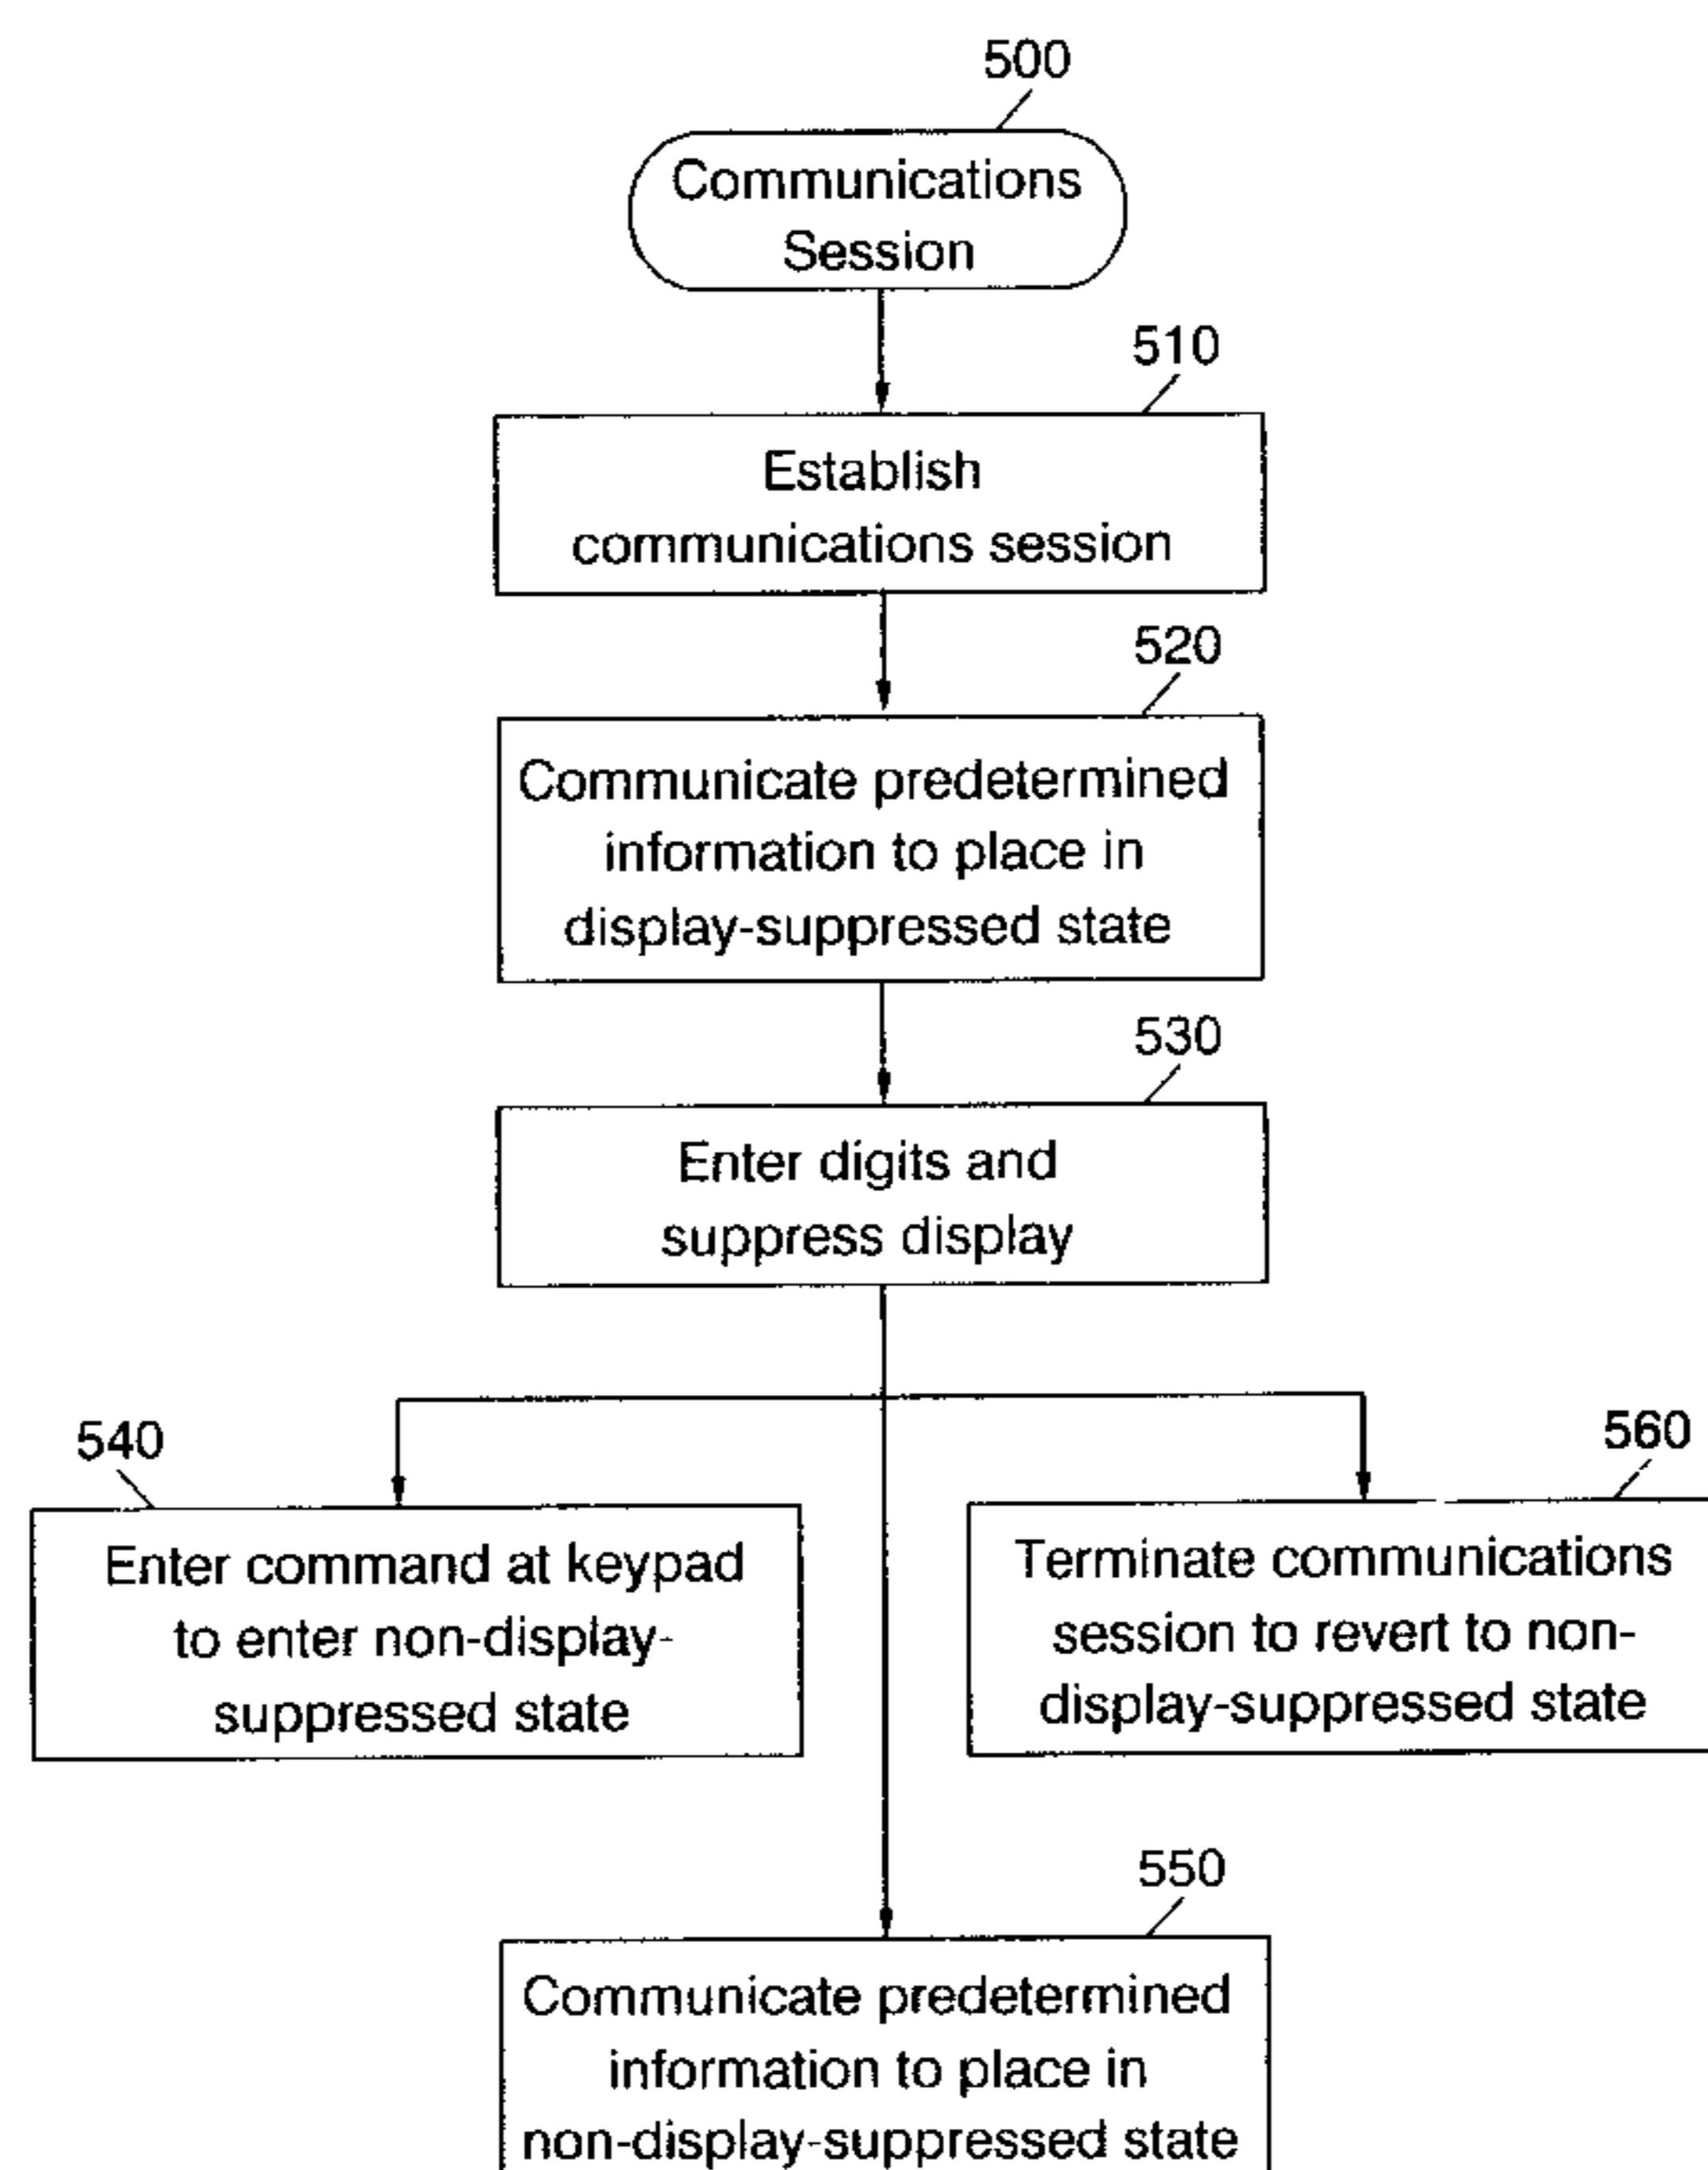 500
Communications
Session
510
Establish
communications session
520
Communicate predetermined
information to place in
display-suppressed state
530
Enter digits and
suppress display
540
Enter command at keypad
to enter non-display-
suppressed state
560
Terminate communications
session to revert to non-
display-suppressed state
550
Communicate predetermined
information to place in
non-display-suppressed state